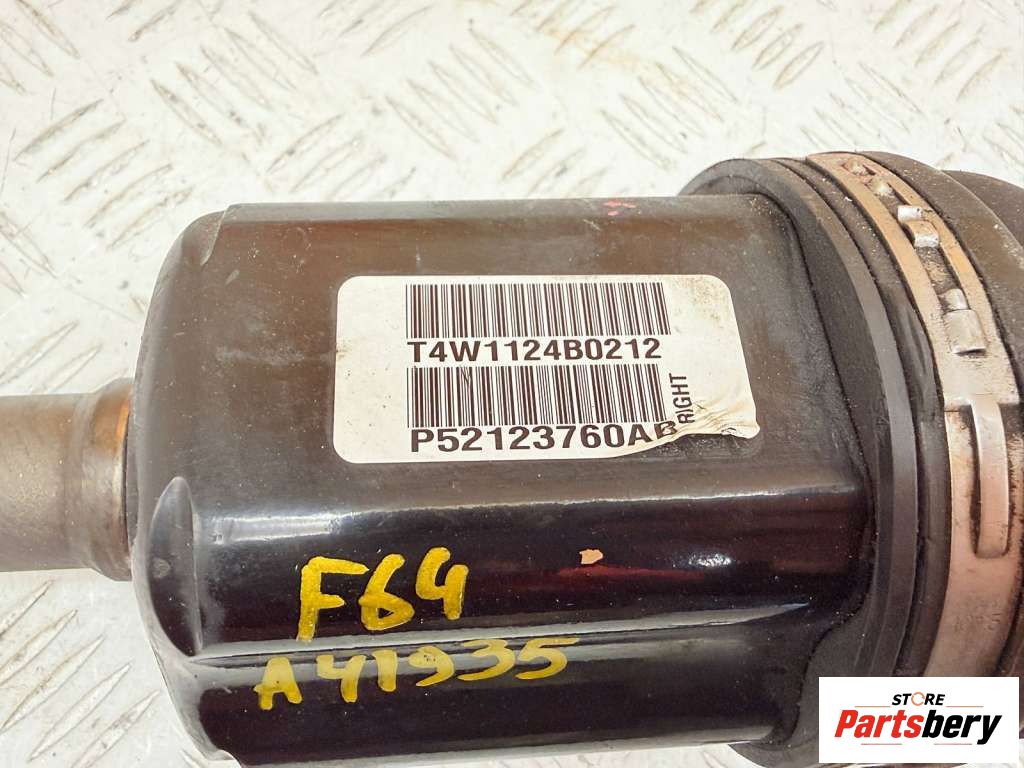 T4W1124B0212
P52123760AB
RIGHT
F64
A41935
STORE
Partsbery